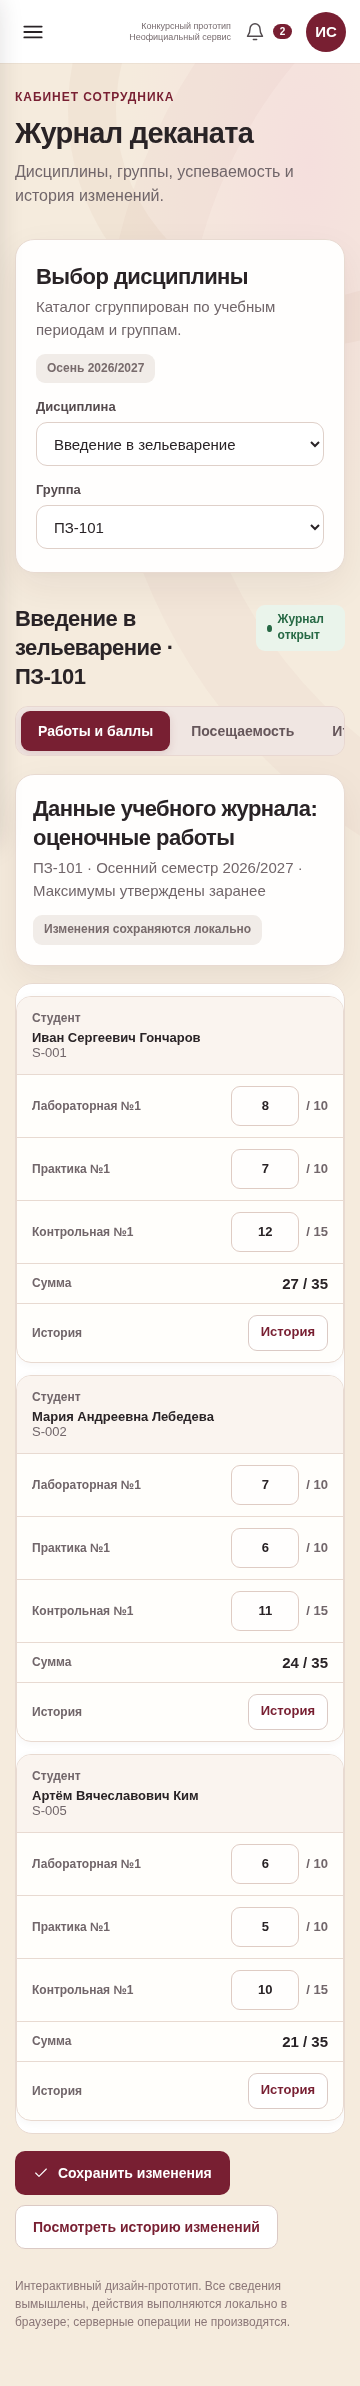 Конкурсный прототип
Неофициальный сервис
2
ИС
КАБИНЕТ СОТРУДНИКА
Журнал деканата
Дисциплины, группы, успеваемость и
история изменений.
Выбор дисциплины
Каталог сгруппирован по учебным
периодам и группам.
Осень 2026/2027
Дисциплина
Введение в зельеварение
Группа
ПЗ-101
Введение в
зельеварение ·
ПЗ-101
Журнал
открыт
Работы и баллы Посещаемость
Данные учебного журнала:
оценочные работы
ПЗ-101 · Осенний семестр 2026/2027 ·
Максимумы утверждены заранее
Изменения сохраняются локально
Студент
Иван Сергеевич Гончаров
S-001
Лабораторная №1 8 / 10
Практика №1 7 / 10
Контрольная №1 12 / 15
Сумма 27 / 35
История История
Студент
Мария Андреевна Лебедева
S-002
Лабораторная №1 7 / 10
Практика №1 6 / 10
Контрольная №1 11 / 15
Сумма 24 / 35
История История
Студент
Артём Вячеславович Ким
S-005
Лабораторная №1 6 / 10
Практика №1 5 / 10
Контрольная №1 10 / 15
Сумма 21 / 35
История История
Сохранить изменения
Посмотреть историю изменений
Интерактивный дизайн-прототип. Все сведения
вымышлены, действия выполняются локально в
браузере; серверные операции не производятся.